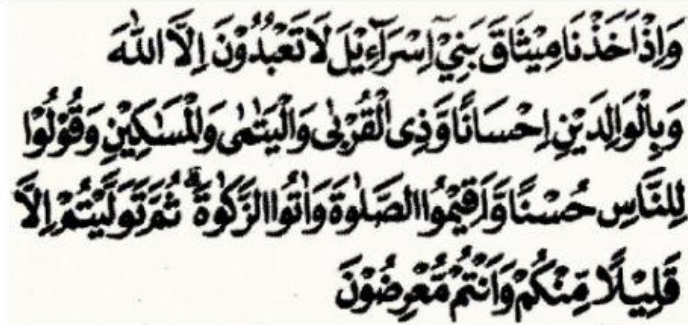 وَاِذْ اَخَذْنَا مِيْثَاقَ بَنِيْٓ اِسْرَآءِيْلَ لَا تَعْبُدُوْنَ اِلَّا اللّٰهَ
وَبِالْوَالِدَيْنِ اِحْسَانًا وَّذِى الْقُرْبٰى وَالْيَتٰمٰى وَالْمَسٰكِيْنِ وَقُوْلُوْا
لِلنَّاسِ حُسْنًا وَّاَقِيْمُوا الصَّلٰوةَ وَاٰتُوا الزَّكٰوةَ ۗ ثُمَّ تَوَلَّيْتُمْ اِلَّا
قَلِيْلًا مِّنْكُمْ وَاَنْتُمْ مُّعْرِضُوْنَ